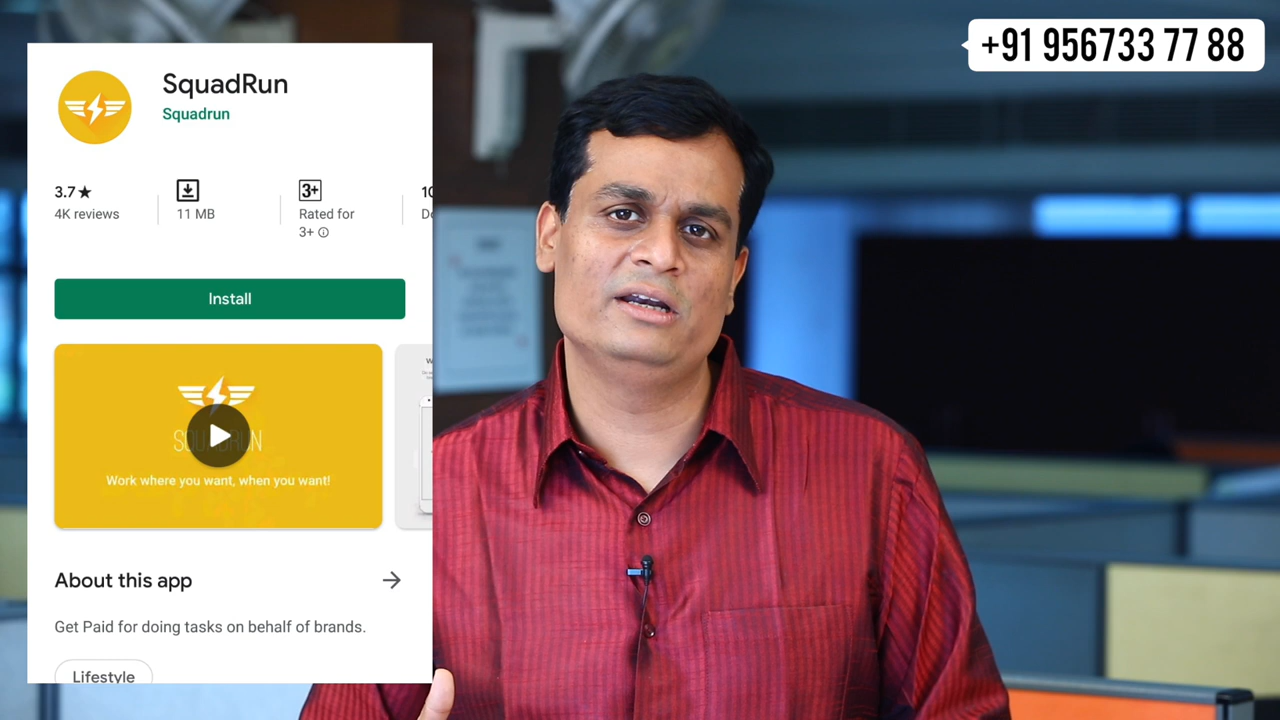 +91 956733 77 88
SquadRun
Squadrun
3.7★
4K reviews
11 MB
3+
Rated for
3+
Install
Work where you want, when you want!
About this app
Get Paid for doing tasks on behalf of brands.
Lifestyle